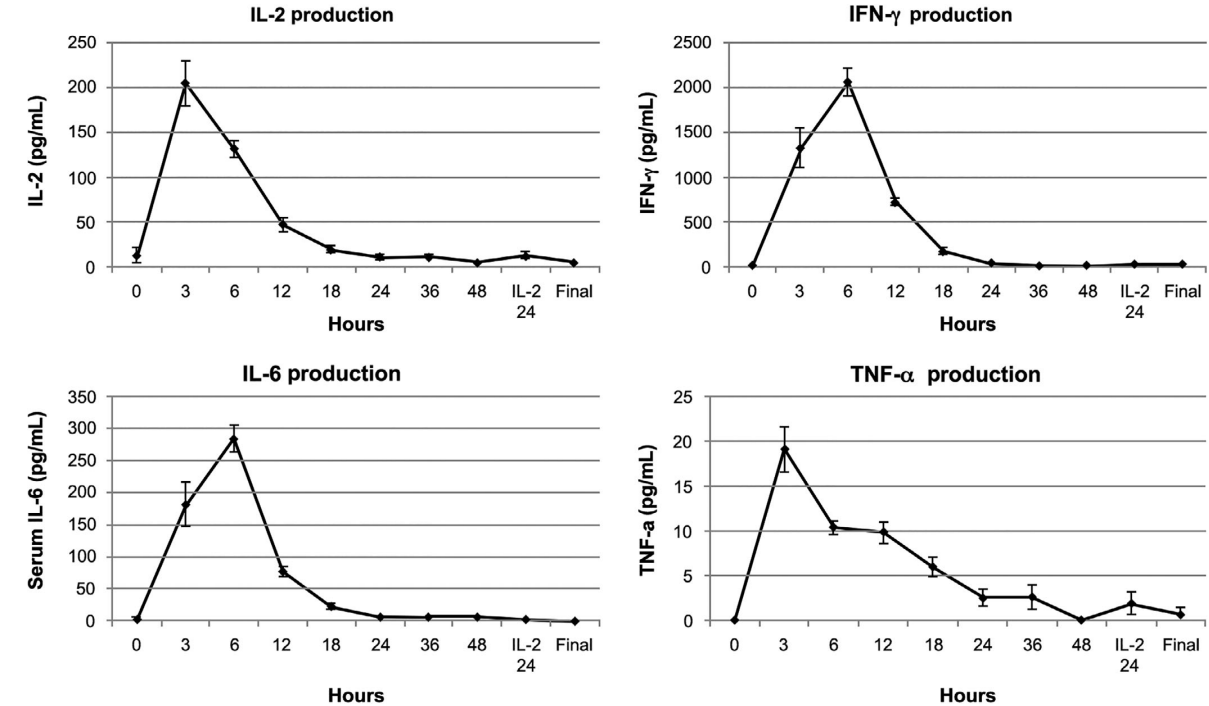 IL-2 production
IL-2 (pg/mL)
250
200
150
100
50
0
0 3 6 12 18 24 36 48 IL-2 Final
24
Hours
IFN-γ production
IFN-γ (pg/mL)
2500
2000
1500
1000
500
0
0 3 6 12 18 24 36 48 IL-2 Final
24
Hours
IL-6 production
Serum IL-6 (pg/mL)
350
300
250
200
150
100
50
0
0 3 6 12 18 24 36 48 IL-2 Final
24
Hours
TNF-α production
TNF-a (pg/mL)
25
20
15
10
5
0
0 3 6 12 18 24 36 48 IL-2 Final
24
Hours